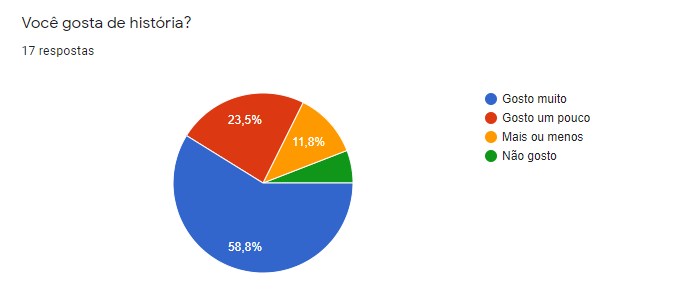 Você gosta de história?
17 respostas
23,5%
11,8%
58,8%
Gosto muito
Gosto um pouco
Mais ou menos
Não gosto